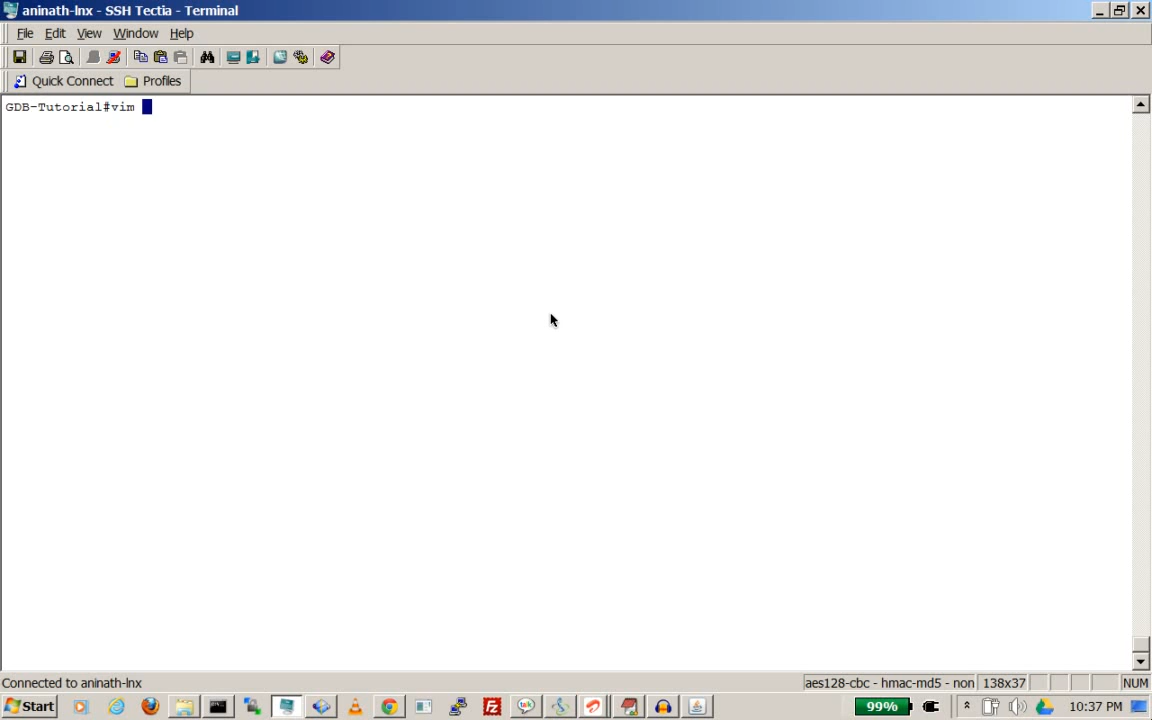 aninath-lnx - SSH Tectia - Terminal
File Edit View Window Help
Quick Connect Profiles
GDB-Tutorial#vim
Connected to aninath-lnx
aes128-cbc - hmac-md5 - non 138x37 NUM
Start talk 99% 10:37 PM